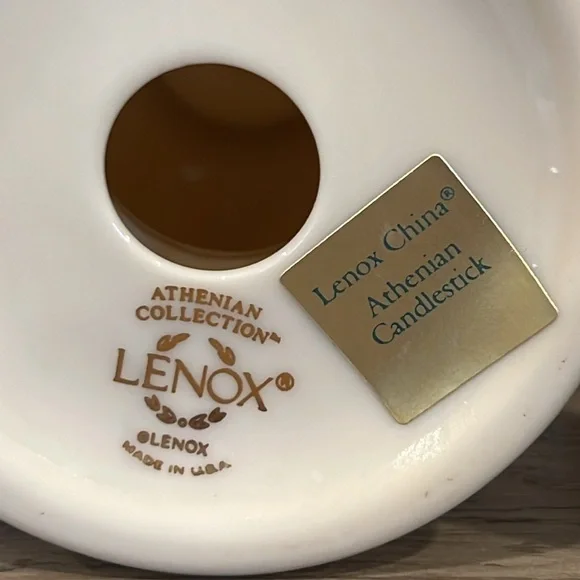 ATHENIAN
COLLECTION™
LENOX®
©LENOX
MADE IN U.S.A.
Lenox China®
Athenian
Candlestick